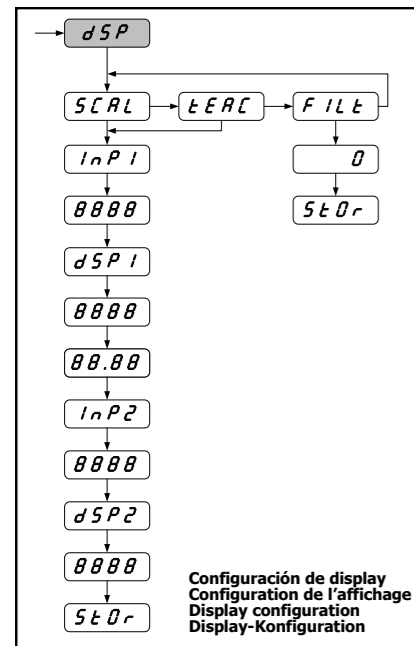 dSP
SCAL tEAC FILt
InP1 0
8888 StOr
dSP1
8888
88.88
InP2
8888
dSP2
8888
StOr
Configuración de display
Configuration de l'affichage
Display configuration
Display-Konfiguration